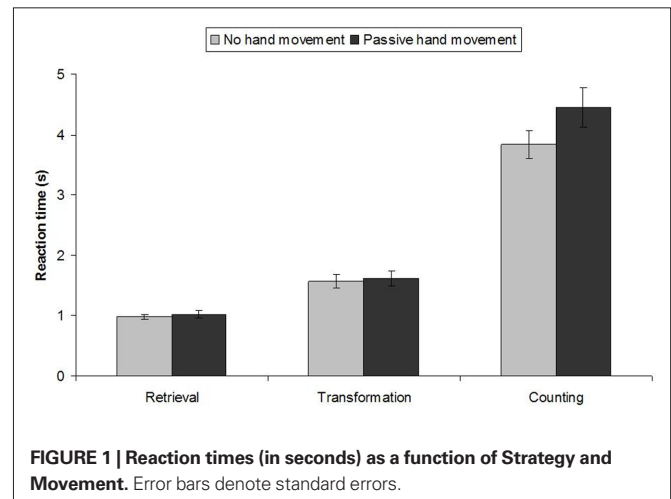 No hand movement Passive hand movement
5
4
3
2
1
0
Reaction time (s)
Retrieval Transformation Counting
FIGURE 1 | Reaction times (in seconds) as a function of Strategy and
Movement. Error bars denote standard errors.